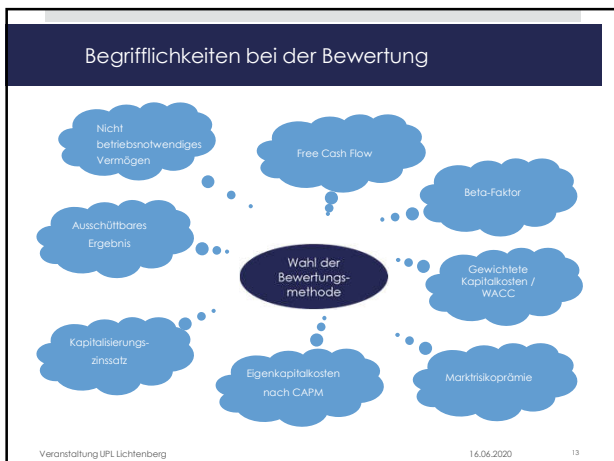 Begrifflichkeiten bei der Bewertung
Nicht
betriebsnotwendiges
Vermögen
Free Cash Flow
Beta-Faktor
Ausschüttbares
Ergebnis
Wahl der
Bewertungs-
methode
Gewichtete
Kapitalkosten /
WACC
Kapitalisierungs-
zinssatz
Eigenkapitalkosten
nach CAPM
Marktrisikoprämie
Veranstaltung UPL Lichtenberg
16.06.2020
13